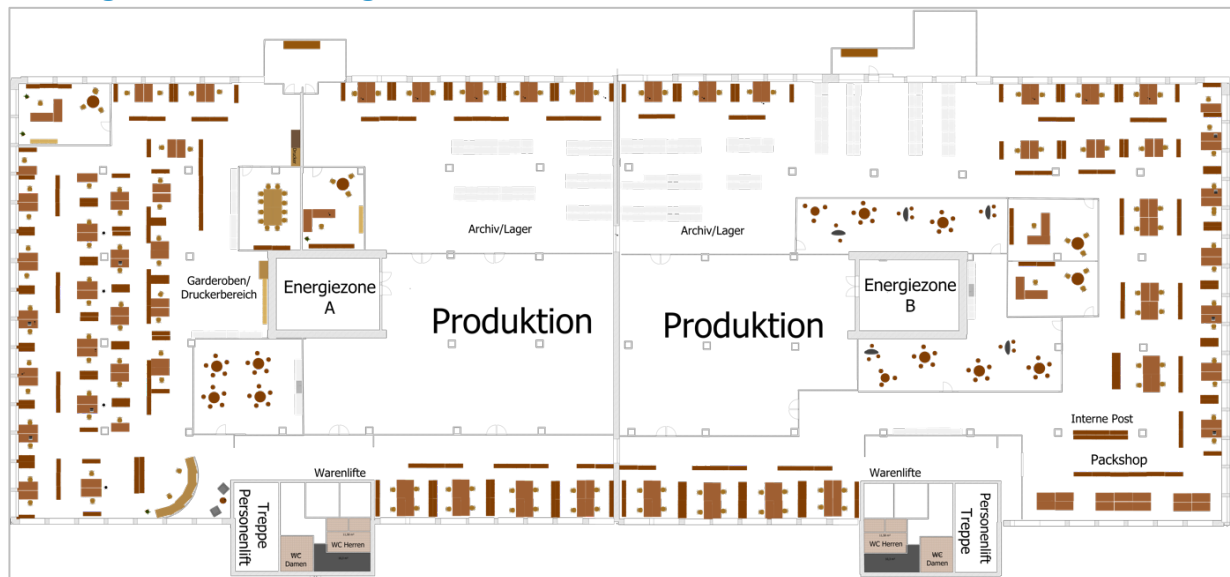 Archiv/Lager
Archiv/Lager
Garderoben/
Druckerbereich
Energiezone
A
Produktion
Produktion
Energiezone
B
Interne Post
Packshop
Warenlifte
Warenlifte
Treppe
Personenlift
WC Herren
WC
Damen
WC Herren
WC
Damen
Personenlift
Treppe